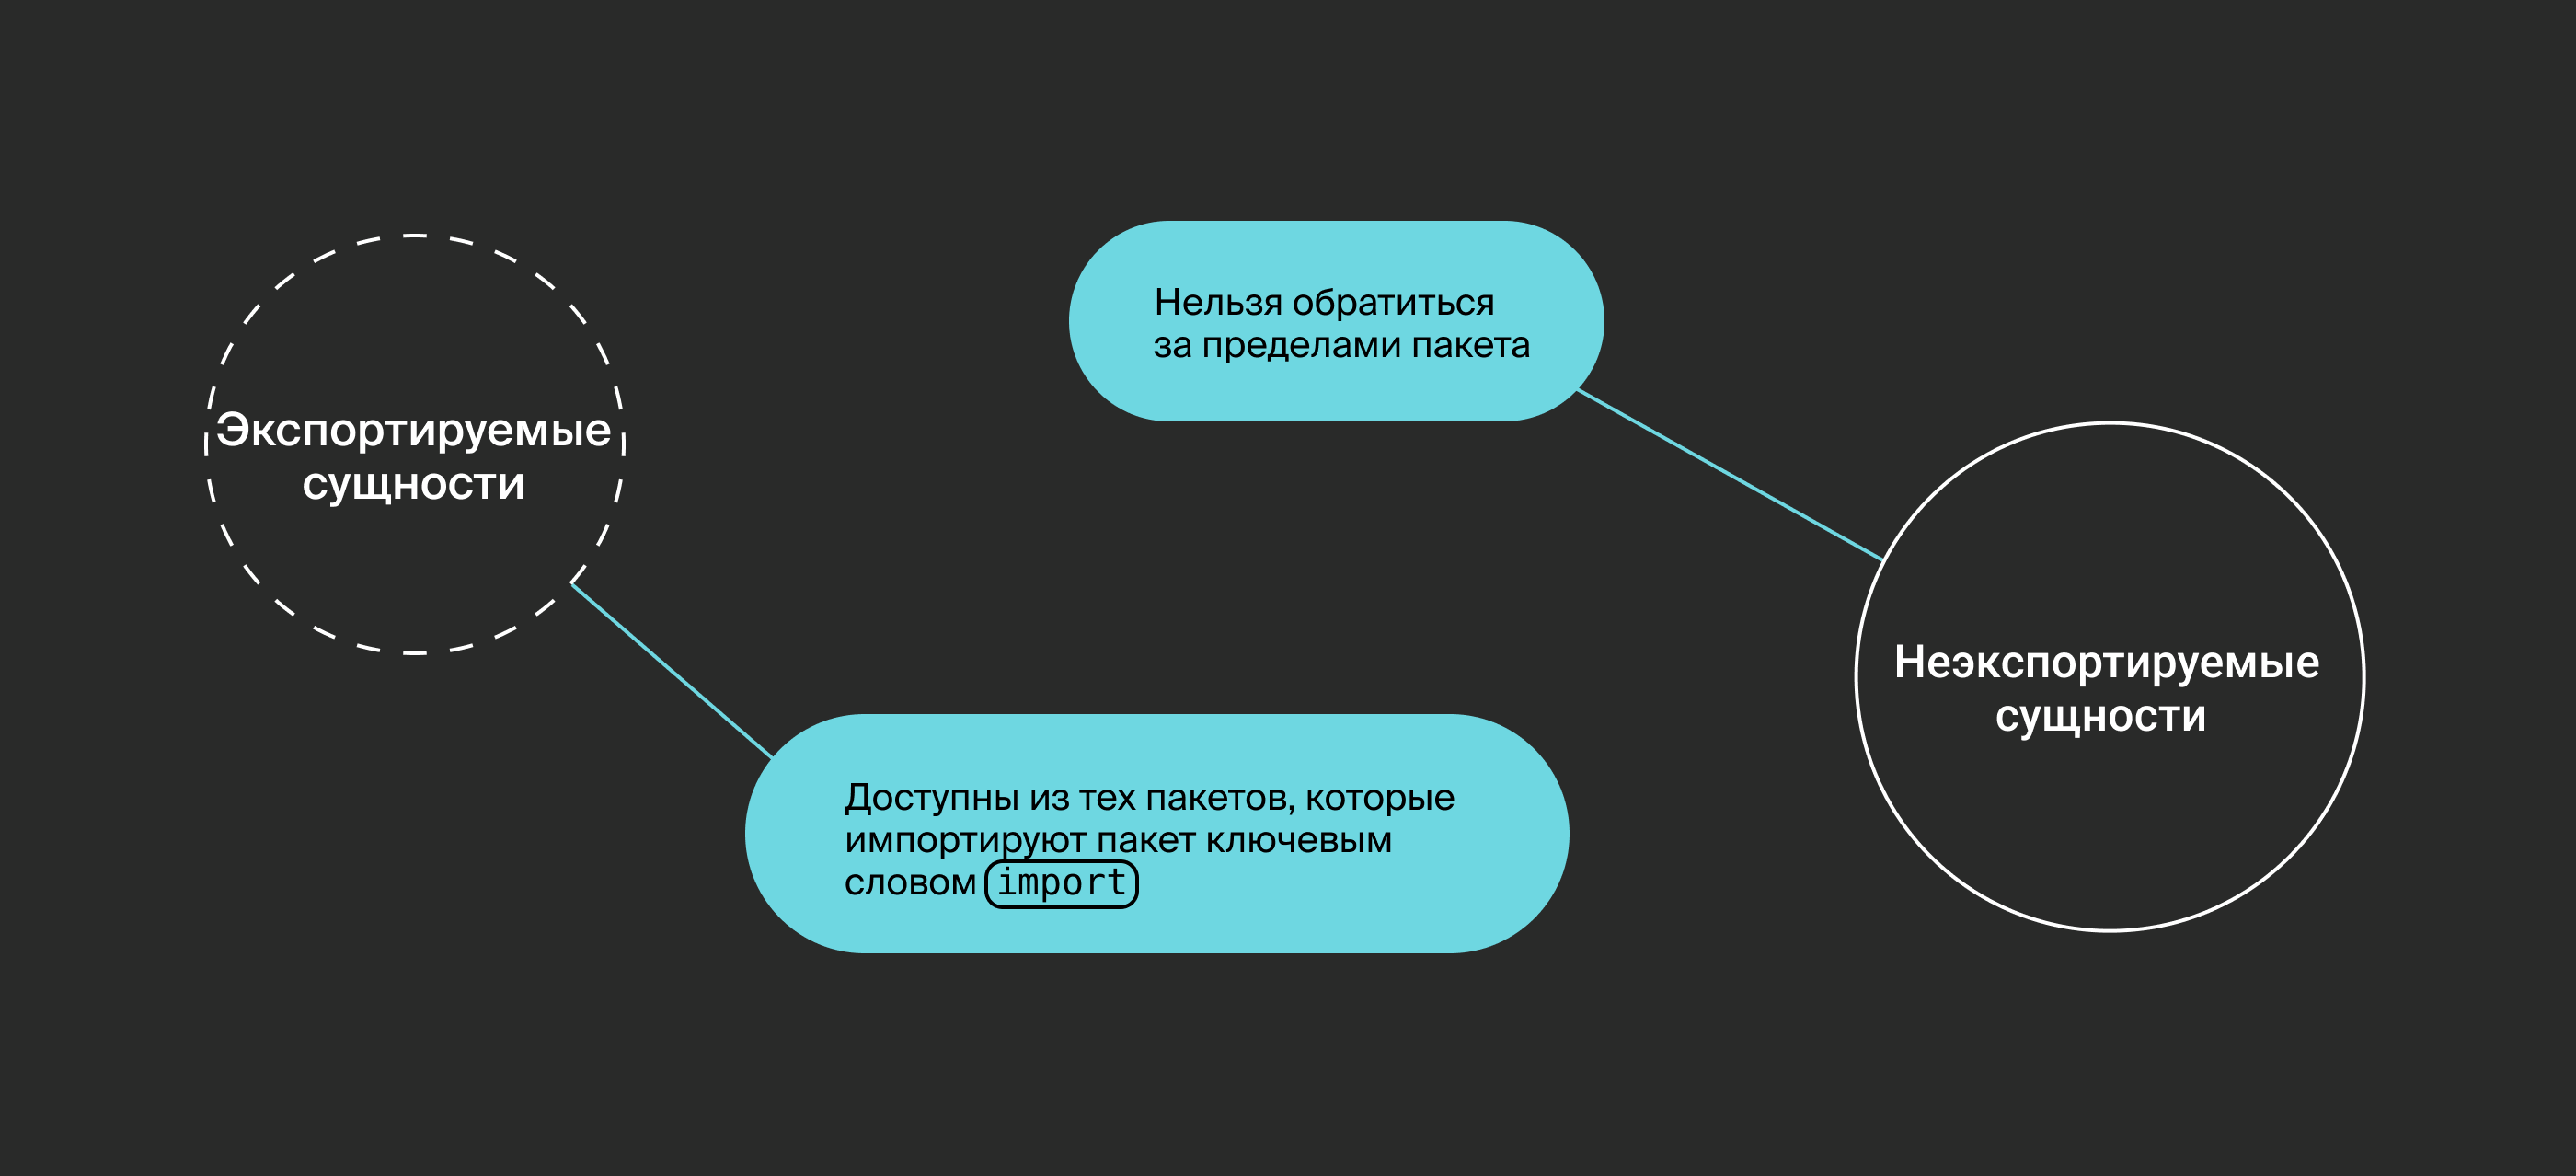 Экспортируемые
сущности
Нельзя обратиться
за пределами пакета
Доступны из тех пакетов, которые
импортируют пакет ключевым
словом import
Неэкспортируемые
сущности